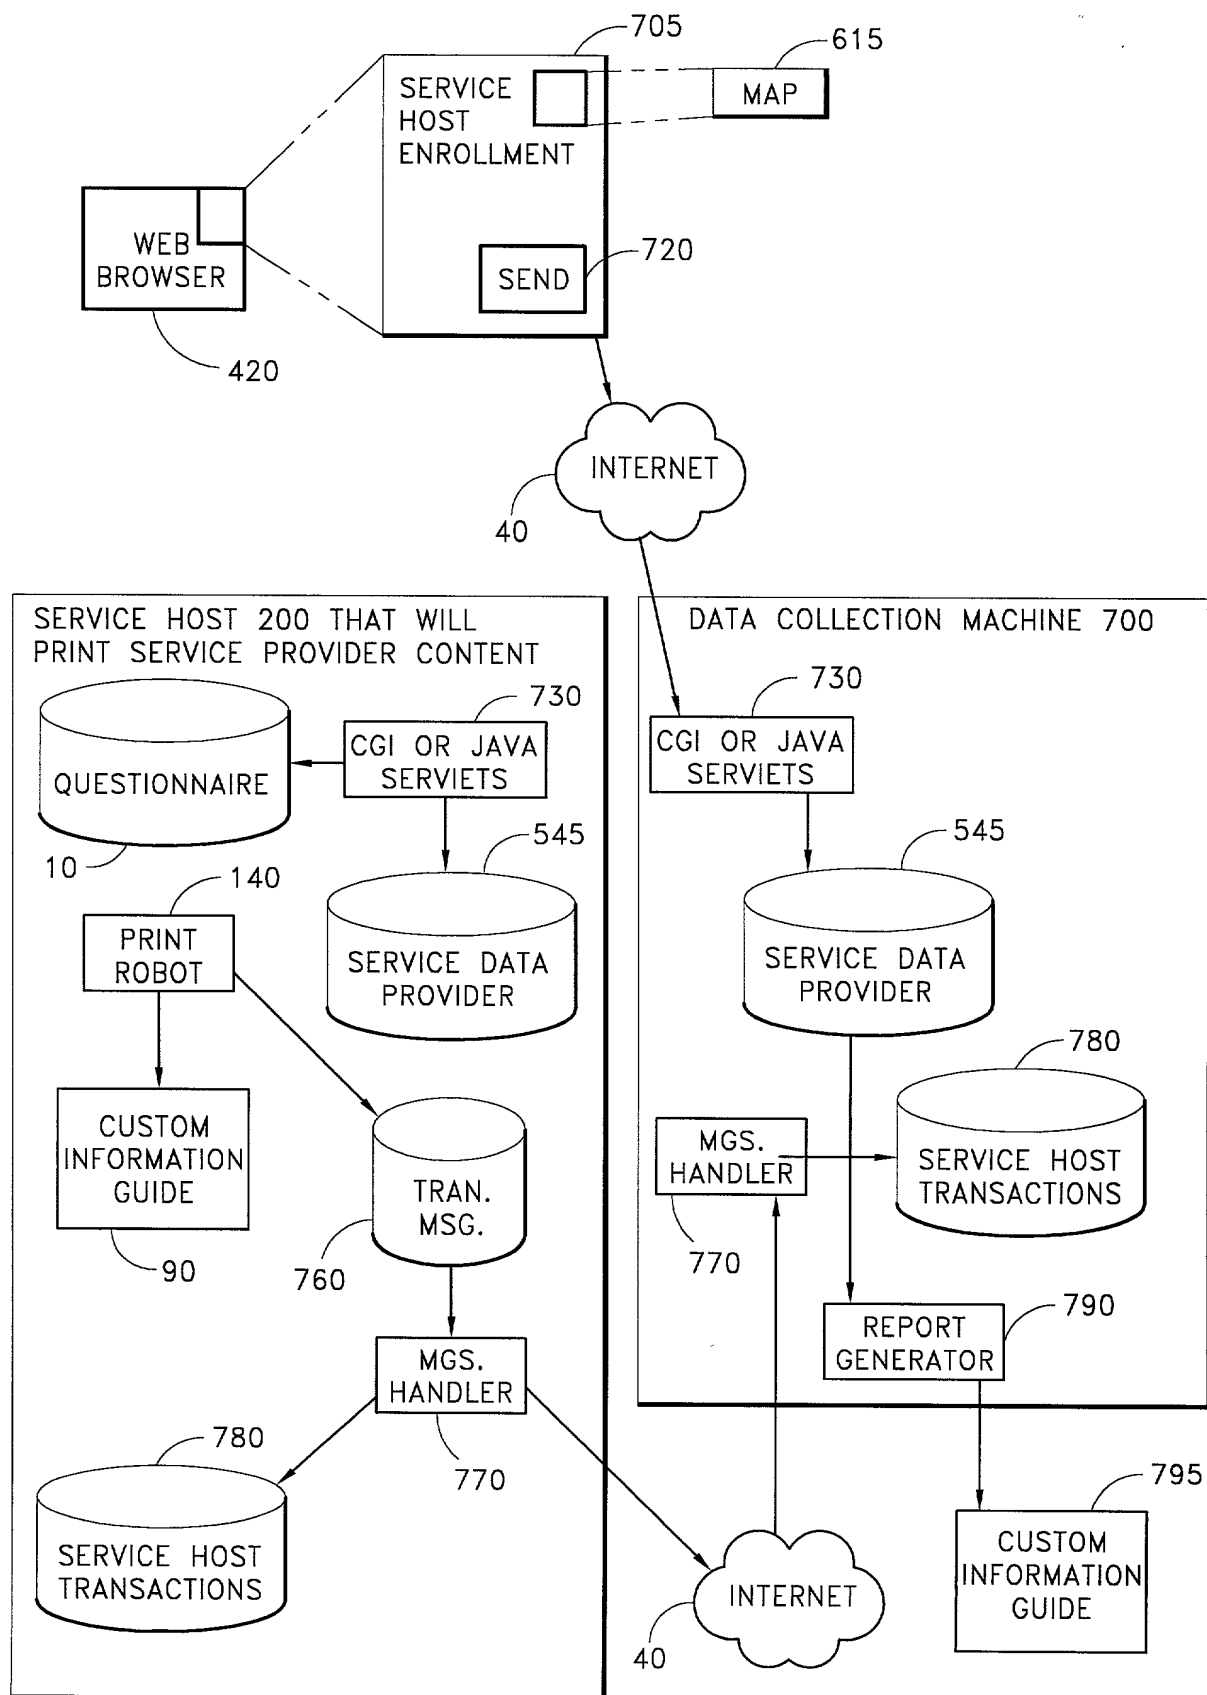 705
615
SERVICE
HOST
ENROLLMENT
MAP
WEB
BROWSER
720
SEND
420
INTERNET
40
SERVICE HOST 200 THAT WILL
PRINT SERVICE PROVIDER CONTENT
730
CGI OR JAVA
SERVIETS
QUESTIONNAIRE
10
545
140
PRINT
ROBOT
SERVICE DATA
PROVIDER
CUSTOM
INFORMATION
GUIDE
90
TRAN.
MSG.
760
MGS.
HANDLER
770
780
SERVICE HOST
TRANSACTIONS
DATA COLLECTION MACHINE 700
730
CGI OR JAVA
SERVIETS
545
SERVICE DATA
PROVIDER
780
MGS.
HANDLER
SERVICE HOST
TRANSACTIONS
770
790
REPORT
GENERATOR
795
CUSTOM
INFORMATION
GUIDE
INTERNET
40